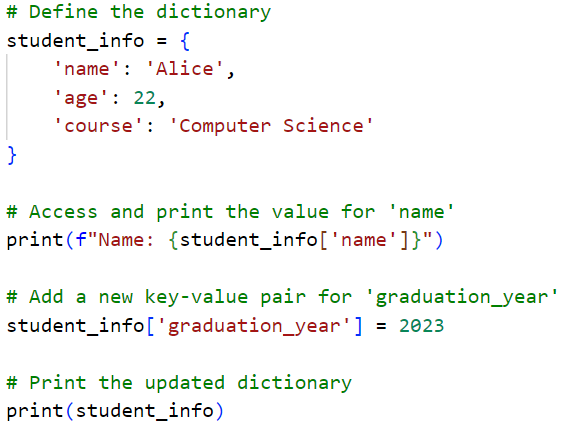 # Define the dictionary
student_info = {
    'name': 'Alice',
    'age': 22,
    'course': 'Computer Science'
}
# Access and print the value for 'name'
print(f"Name: {student_info['name']}")
# Add a new key-value pair for 'graduation_year'
student_info['graduation_year'] = 2023
# Print the updated dictionary
print(student_info)